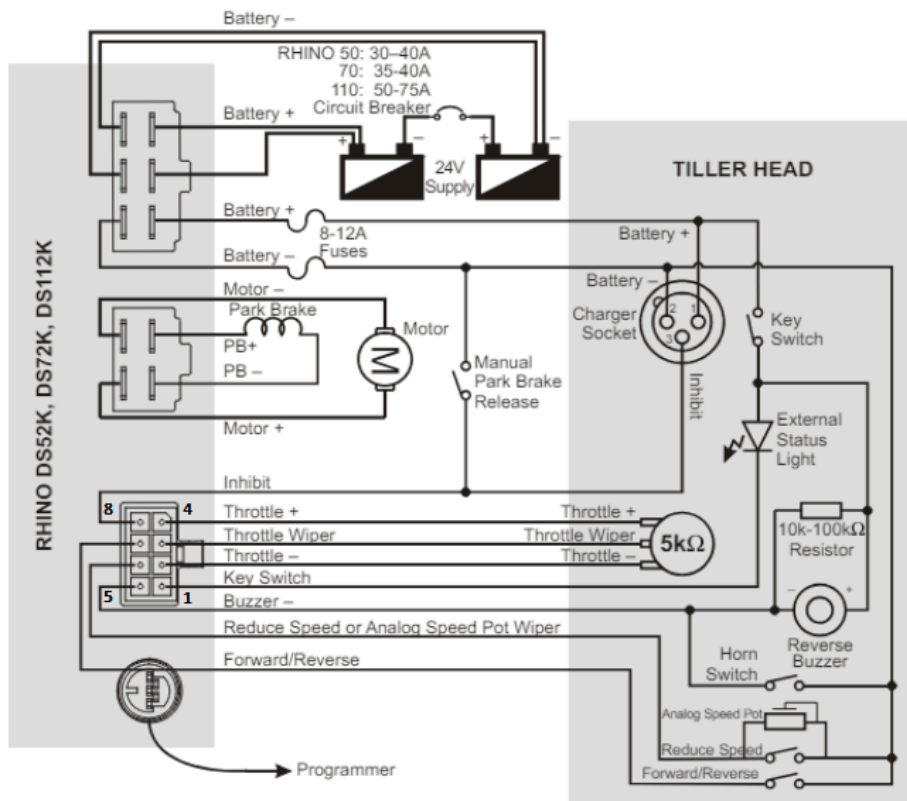 Battery –
RHINO 50: 30–40A
70: 35-40A
110: 50-75A
Circuit Breaker
Battery +
+
–
+
–
24V
Supply
TILLER HEAD
RHINO DS52K, DS72K, DS112K
Battery +
8-12A
Fuses
Battery +
Battery –
Battery –
Charger
Socket
2
1
3
Key
Switch
Motor –
Park Brake
PB+
PB –
Motor
M
Motor +
Manual
Park Brake
Release
Inhibit
External
Status
Light
Inhibit
8
4
5
1
Throttle +
Throttle +
Throttle Wiper
Throttle Wiper
Throttle –
Throttle –
5kΩ
10k-100kΩ
Resistor
Key Switch
Buzzer –
–
+
Reverse
Buzzer
Reduce Speed or Analog Speed Pot Wiper
Forward/Reverse
Horn
Switch
Analog Speed Pot
Reduce Speed
Forward/Reverse
Programmer